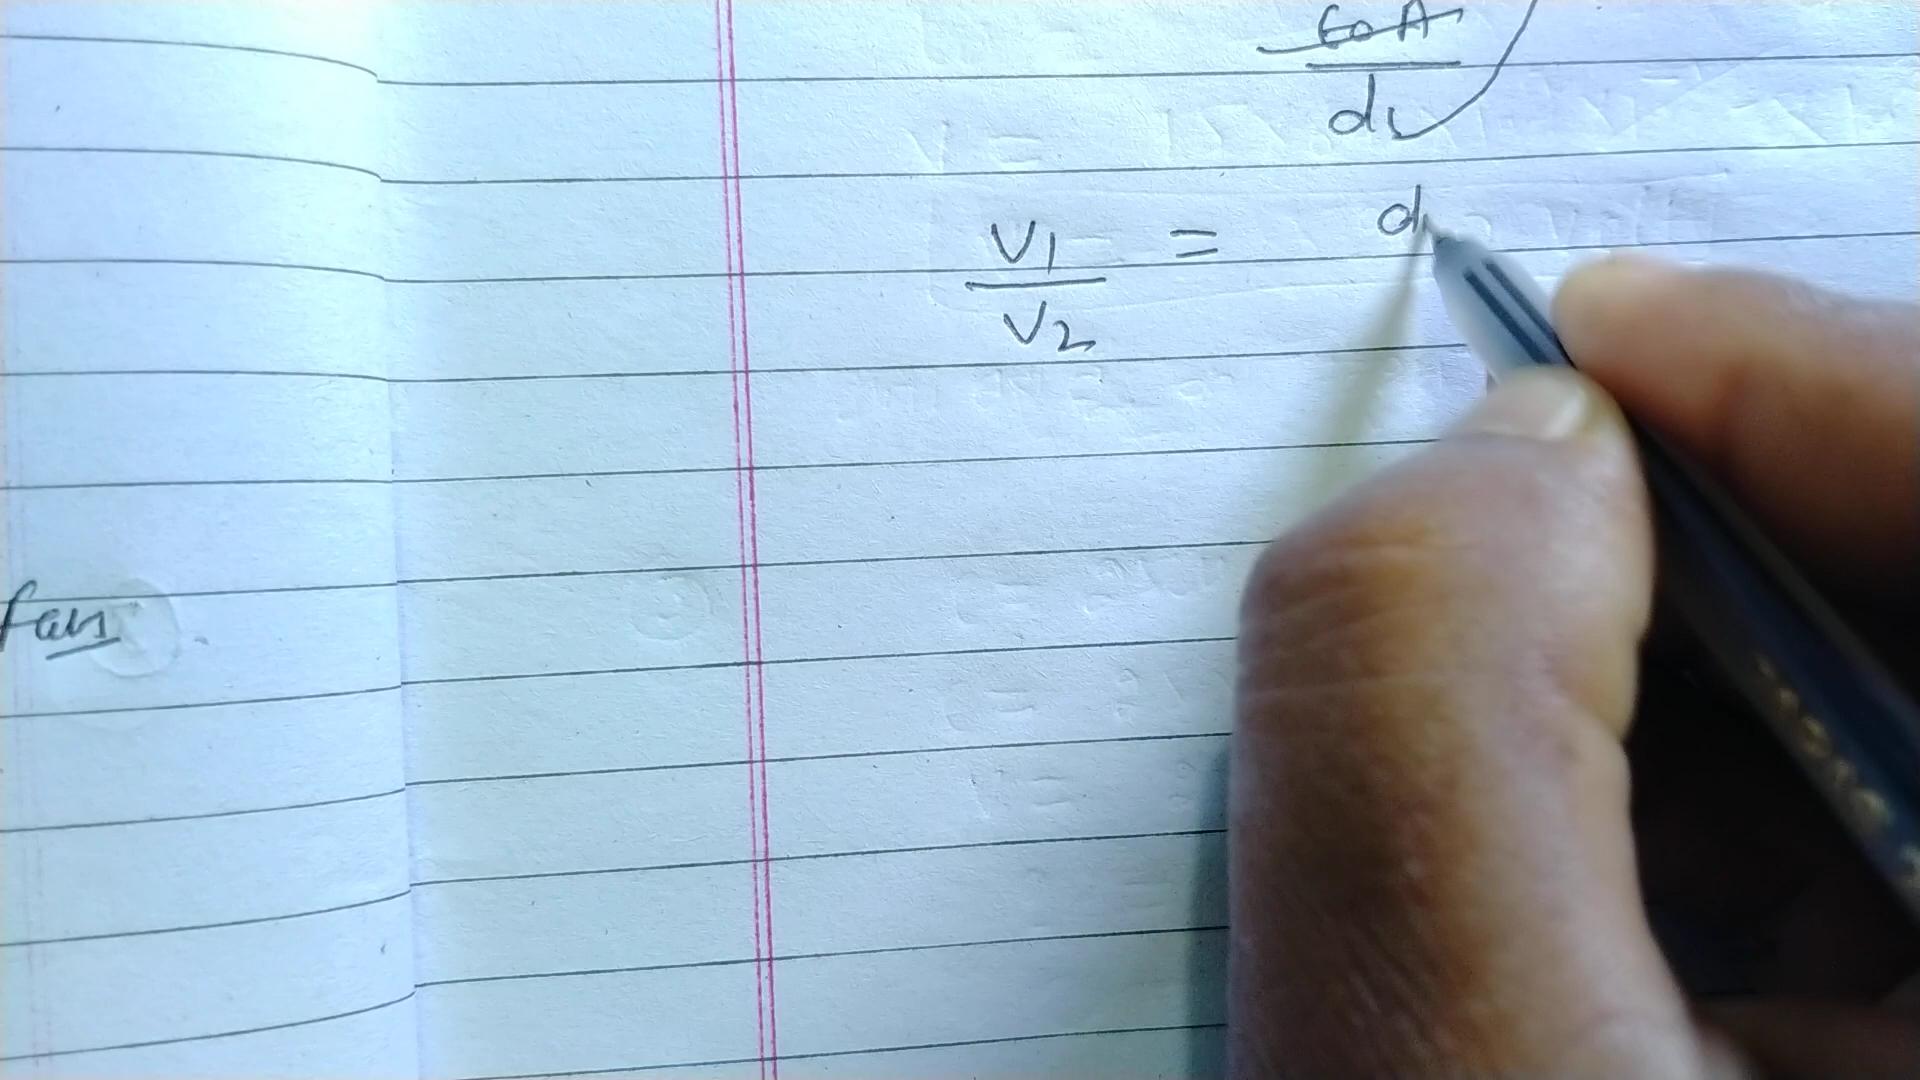 ϵ₀A
d₁
V₁ = d
V₂
fan